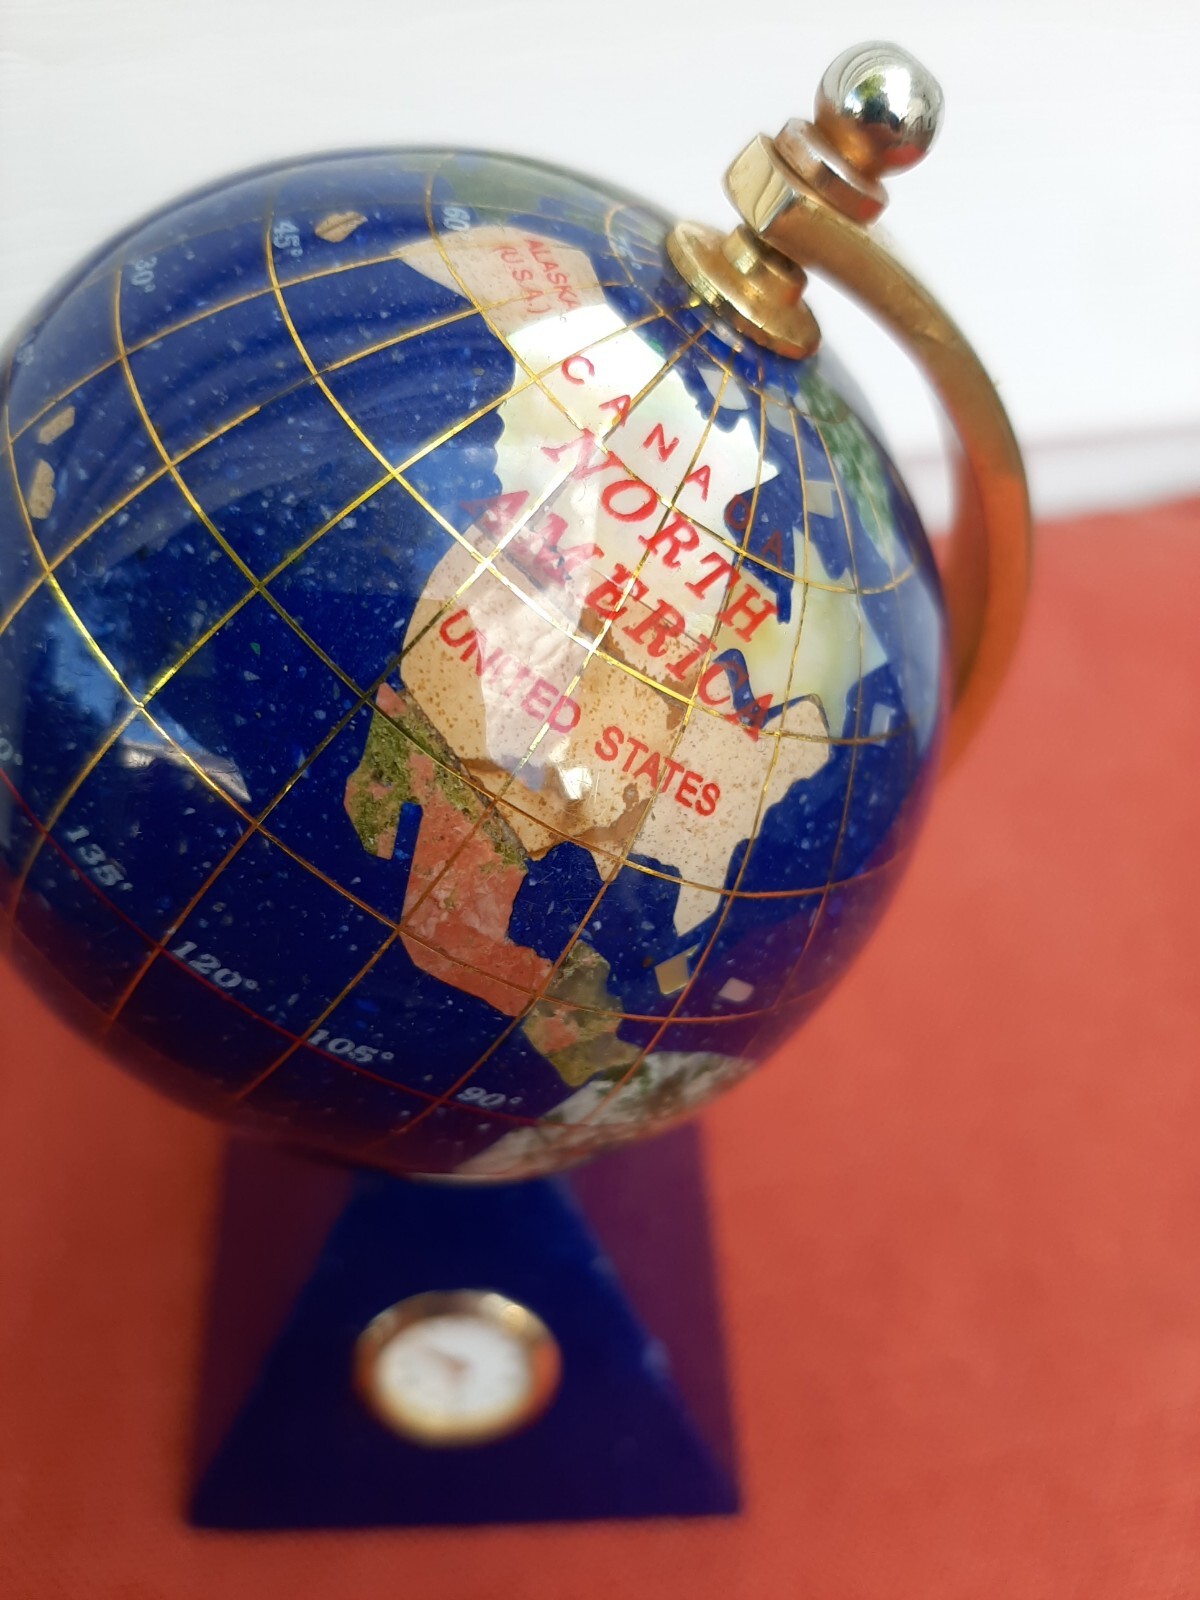 60°
45°
30°
ALASKA
(U.S.A.)
CANADA
NORTH
AMERICA
UNITED STATES
135°
120°
105°
90°